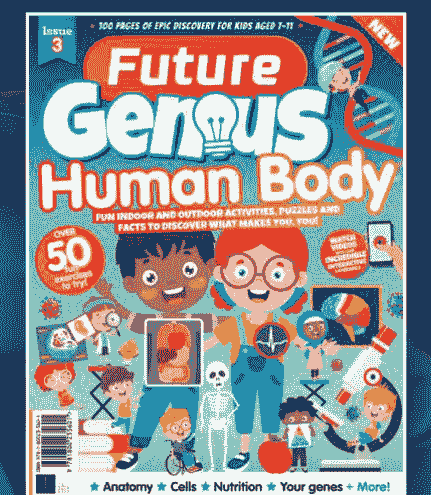 Issue
3
100 PAGES OF EPIC DISCOVERY FOR KIDS AGED 7-11
NEW
Future
Genius
Human Body
FUN INDOOR AND OUTDOOR ACTIVITIES, PUZZLES AND
FACTS TO DISCOVER WHAT MAKES YOU, YOU!
OVER
50
exercises
to try!
WATCH
VIDEOS
INCREDIBLE
INTERACTIVE
★ Anatomy ★ Cells ★ Nutrition ★ Your genes + More!